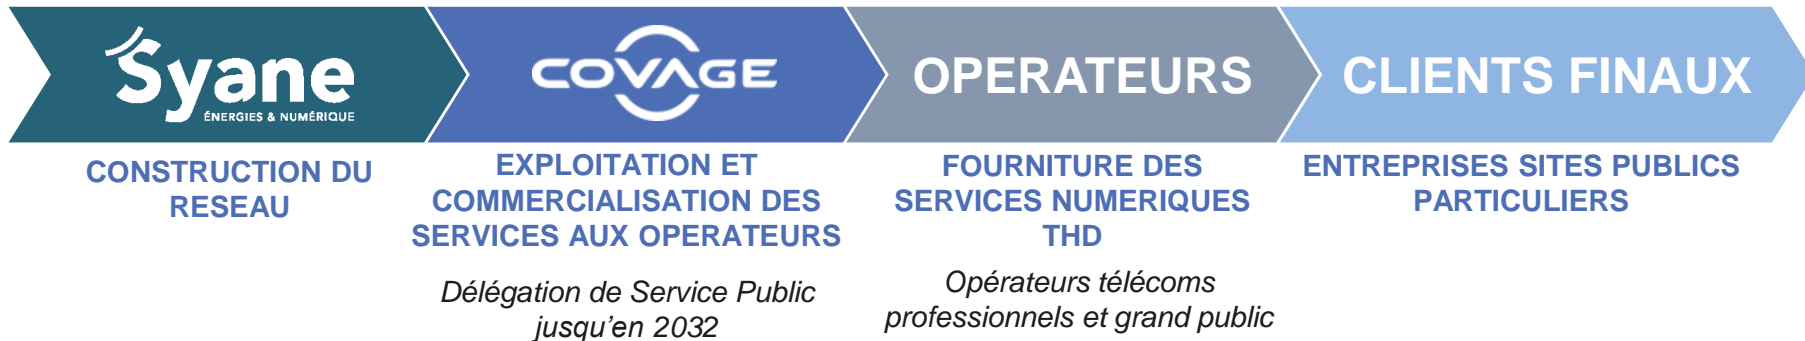 Syane
ÉNERGIES & NUMÉRIQUE
COVAGE
OPERATEURS
CLIENTS FINAUX
CONSTRUCTION DU
RESEAU
EXPLOITATION ET
COMMERCIALISATION DES
SERVICES AUX OPERATEURS
Délégation de Service Public
jusqu'en 2032
FOURNITURE DES
SERVICES NUMERIQUES
THD
Opérateurs télécoms
professionnels et grand public
ENTREPRISES SITES PUBLICS
PARTICULIERS